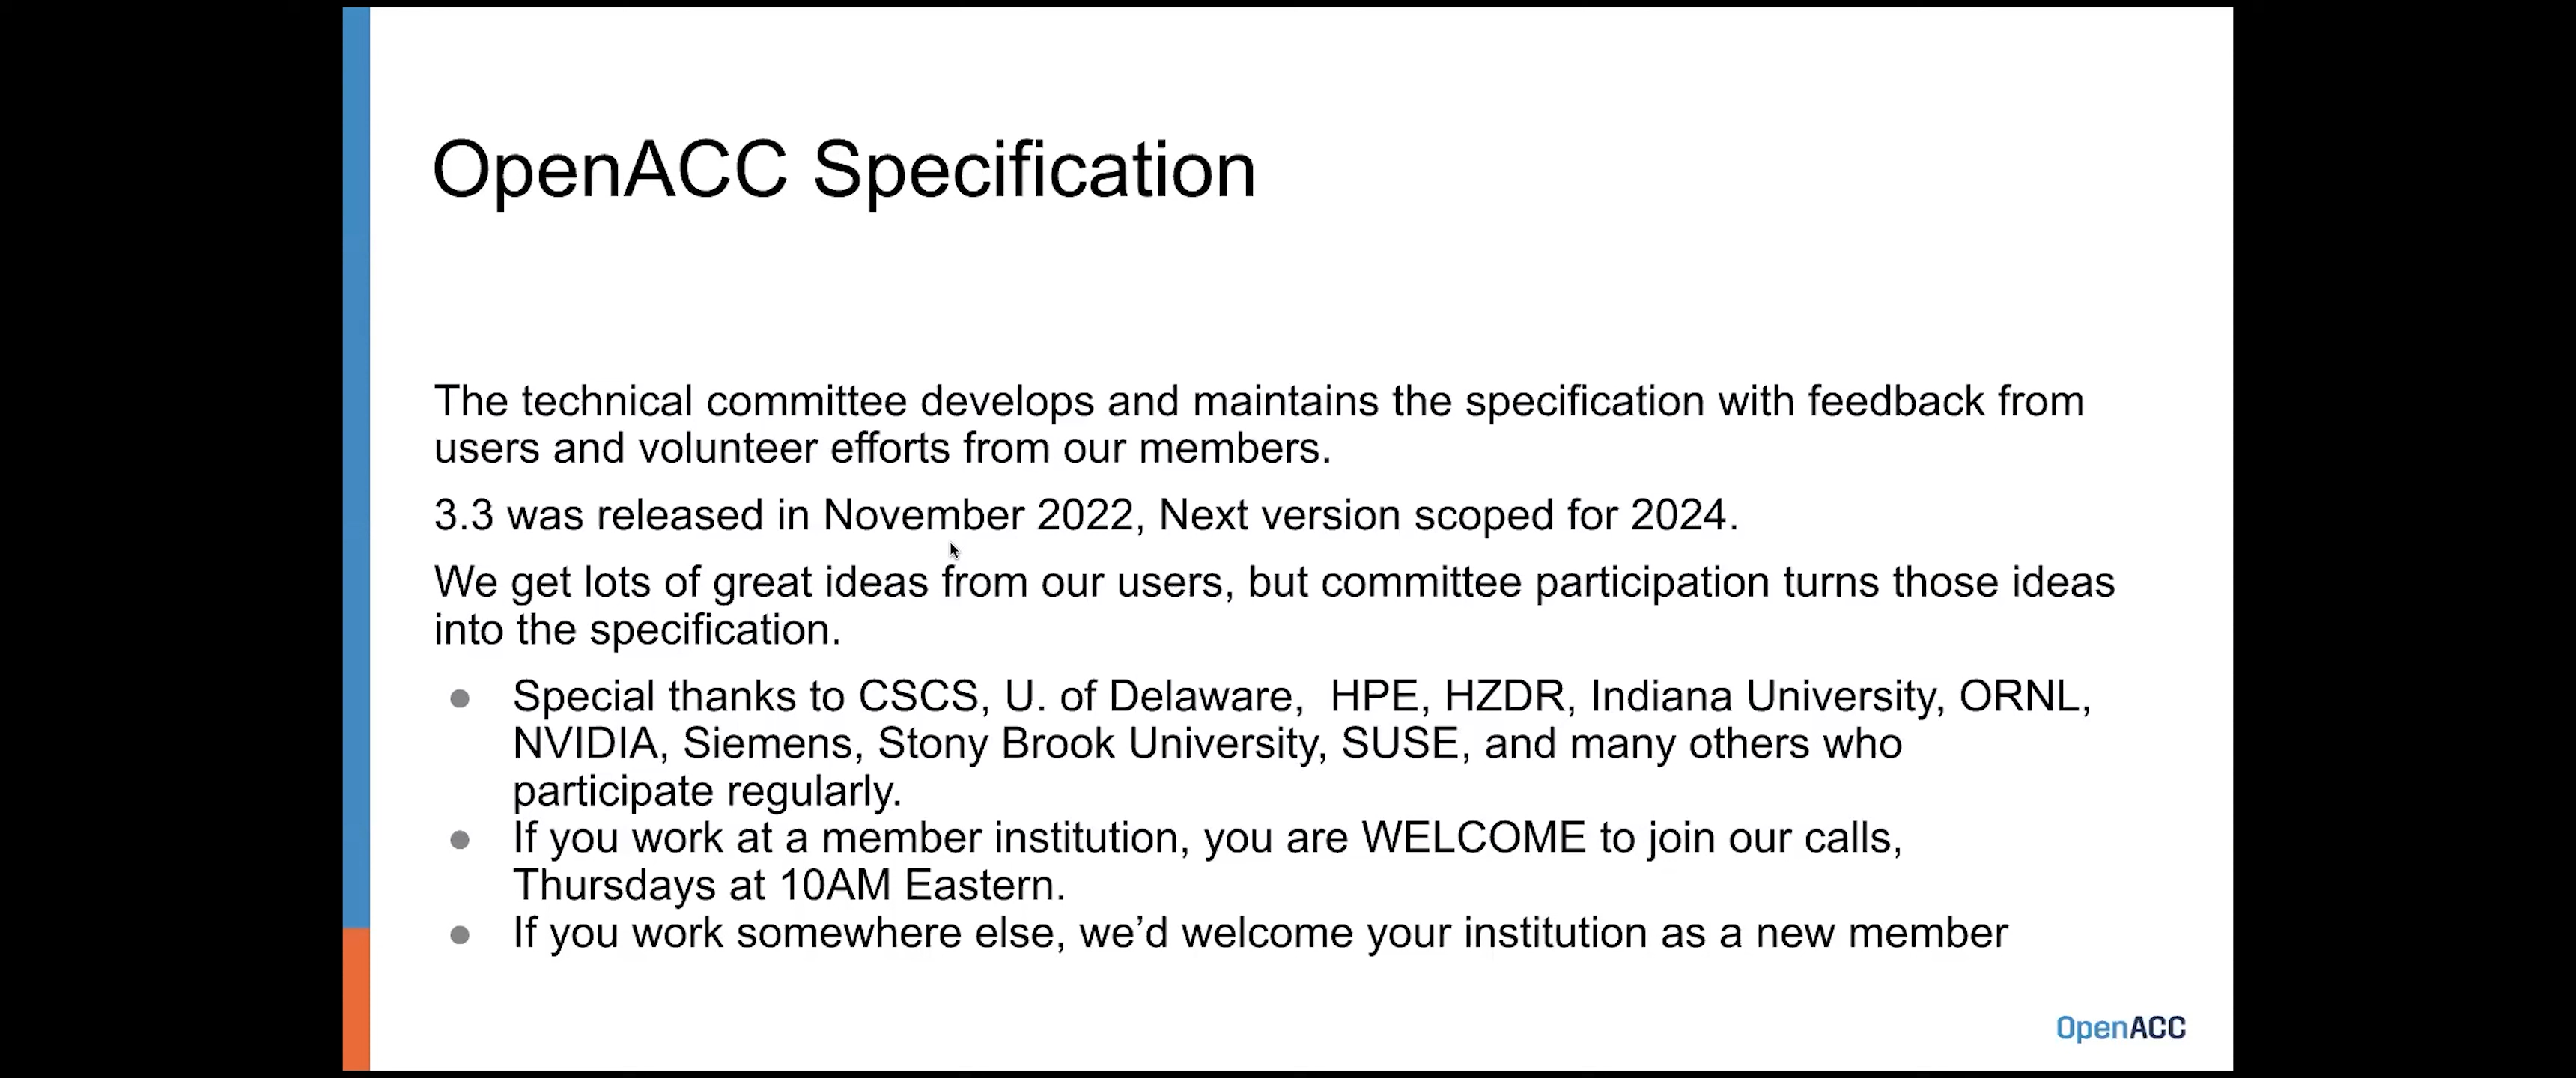 OpenACC Specification
The technical committee develops and maintains the specification with feedback from
users and volunteer efforts from our members.
3.3 was released in November 2022, Next version scoped for 2024.
We get lots of great ideas from our users, but committee participation turns those ideas
into the specification.
● Special thanks to CSCS, U. of Delaware,  HPE, HZDR, Indiana University, ORNL,
NVIDIA, Siemens, Stony Brook University, SUSE, and many others who
participate regularly.
● If you work at a member institution, you are WELCOME to join our calls,
Thursdays at 10AM Eastern.
● If you work somewhere else, we’d welcome your institution as a new member
OpenACC